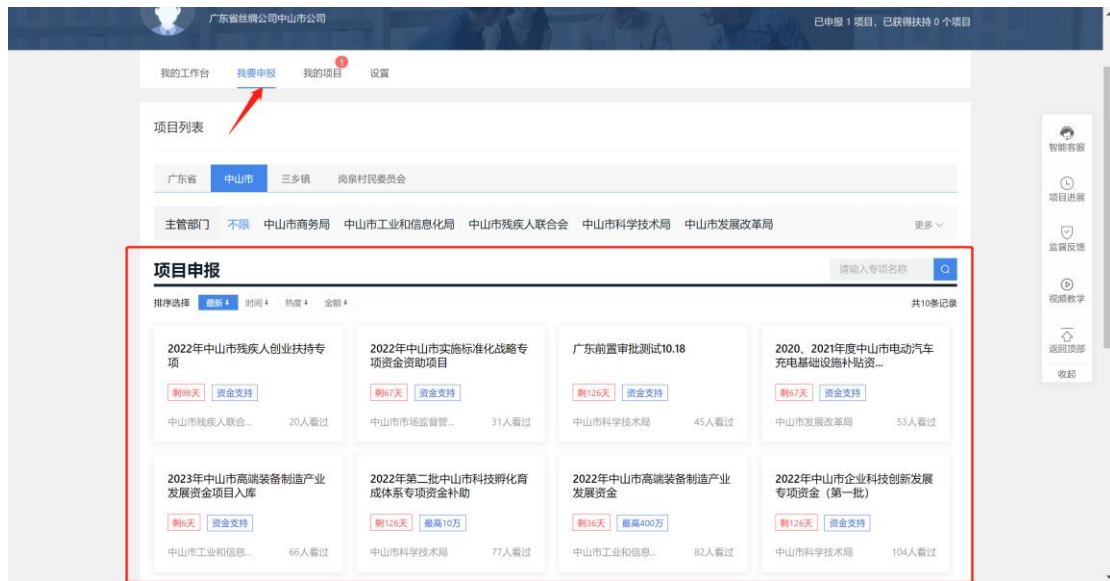 广东省丝绸公司中山市公司
已申报 1 项目，已获得扶持 0 个项目
我的工作台 我要申报 我的项目 1 设置
项目列表
广东省 中山市 三乡镇 岗泉村民委员会
主管部门 不限 中山市商务局 中山市工业和信息化局 中山市残疾人联合会 中山市科学技术局 中山市发展改革局 更多
项目申报
请输入专项名称
排序选择 最新 时间 热度 金额 共10条记录
2022年中山市残疾人创业扶持专
项
剩98天 资金支持
中山市残疾人联合... 20人看过
2022年中山市实施标准化战略专
项资金资助项目
剩67天 资金支持
中山市市场监督管... 31人看过
广东前置审批测试10.18
剩126天 资金支持
中山市科学技术局 45人看过
2020、2021年度中山市电动汽车
充电基础设施补贴资...
剩67天 资金支持
中山市发展改革局 53人看过
2023年中山市高端装备制造产业
发展资金项目入库
剩6天 资金支持
中山市工业和信息... 66人看过
2022年第二批中山市科技孵化育
成体系专项资金补助
剩126天 最高10万
中山市科学技术局 77人看过
2022年中山市高端装备制造产业
发展资金
剩36天 最高400万
中山市工业和信息... 82人看过
2022年中山市企业科技创新发展
专项资金（第一批）
剩126天 资金支持
中山市科学技术局 104人看过
智能客服
项目进展
监督反馈
视频教学
返回顶部
收起